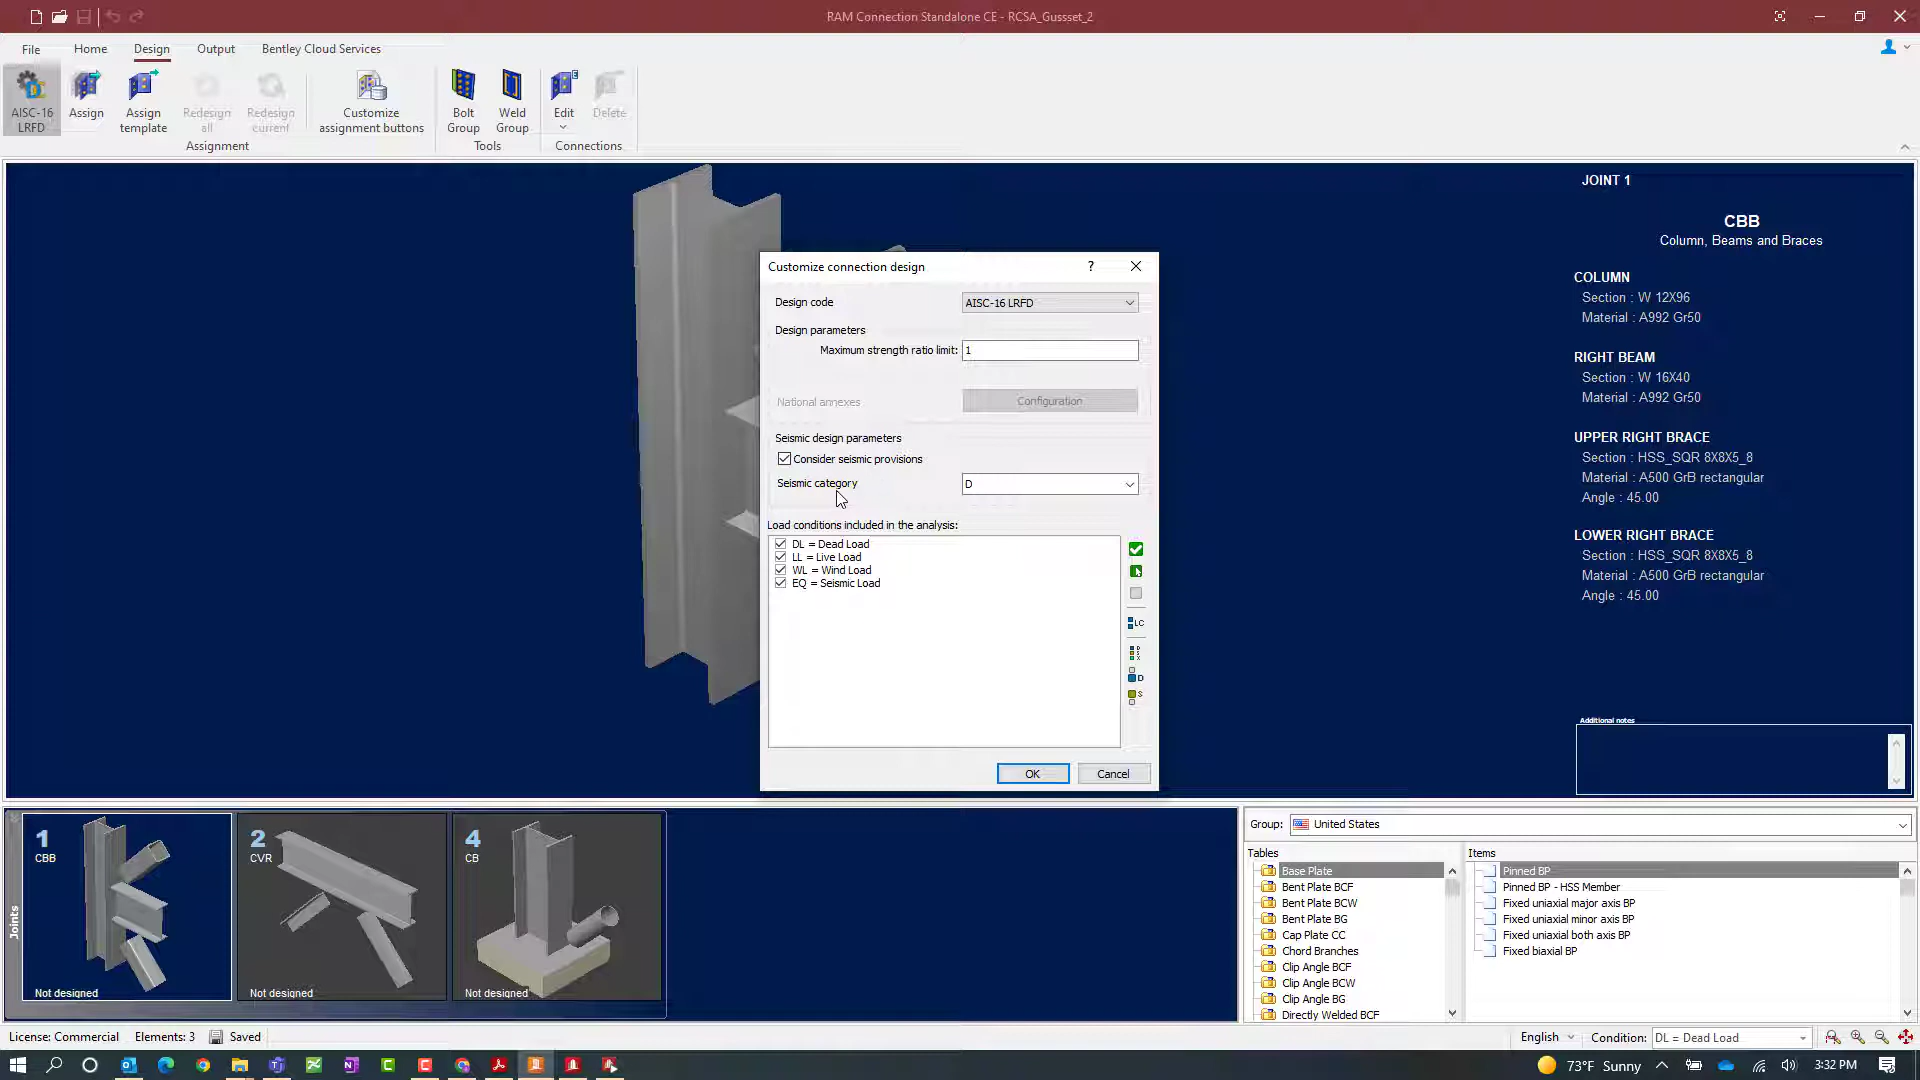 RAM Connection Standalone CE - RCSA_Gussset_2
File
Home
Design
Output
Bentley Cloud Services
AISC-16
LRFD
Assign
Assign
template
Redesign
all
Redesign
current
Customize
assignment buttons
Bolt
Group
Weld
Group
Edit
Delete
Assignment
Tools
Connections
JOINT 1
CBB
Column, Beams and Braces
COLUMN
Section : W 12X96
Material : A992 Gr50
RIGHT BEAM
Section : W 16X40
Material : A992 Gr50
UPPER RIGHT BRACE
Section : HSS_SQR 8X8X5_8
Material : A500 GrB rectangular
Angle : 45.00
LOWER RIGHT BRACE
Section : HSS_SQR 8X8X5_8
Material : A500 GrB rectangular
Angle : 45.00
Additional notes
Customize connection design
?
Design code
AISC-16 LRFD
Design parameters
Maximum strength ratio limit:
1
National annexes
Configuration
Seismic design parameters
Consider seismic provisions
Seismic category
D
Load conditions included in the analysis:
DL = Dead Load
LL = Live Load
WL = Wind Load
EQ = Seismic Load
LC
D
S
OK
Cancel
Joints
1
CBB
Not designed
2
CVR
Not designed
4
CB
Not designed
Group:
United States
Tables
Base Plate
Bent Plate BCF
Bent Plate BCW
Bent Plate BG
Cap Plate CC
Chord Branches
Clip Angle BCF
Clip Angle BCW
Clip Angle BG
Directly Welded BCF
Items
Pinned BP
Pinned BP - HSS Member
Fixed uniaxial major axis BP
Fixed uniaxial minor axis BP
Fixed uniaxial both axis BP
Fixed biaxial BP
License: Commercial
Elements: 3
Saved
English
Condition:
DL = Dead Load
73°F Sunny
3:32 PM